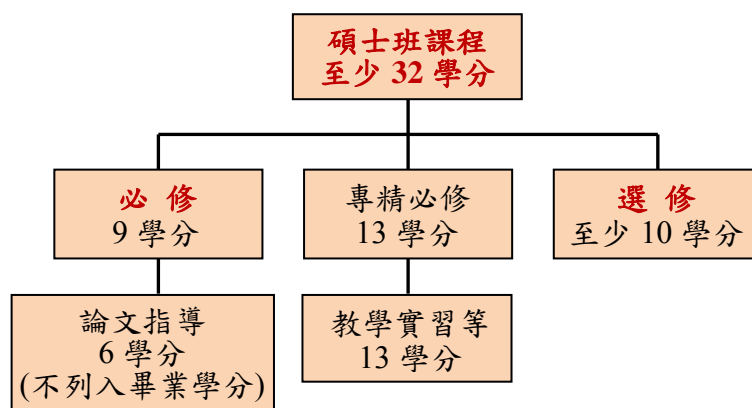 碩士班課程
至少 32 學分
必 修
9 學分
專精必修
13 學分
選 修
至少 10 學分
論文指導
6 學分
(不列入畢業學分)
教學實習等
13 學分